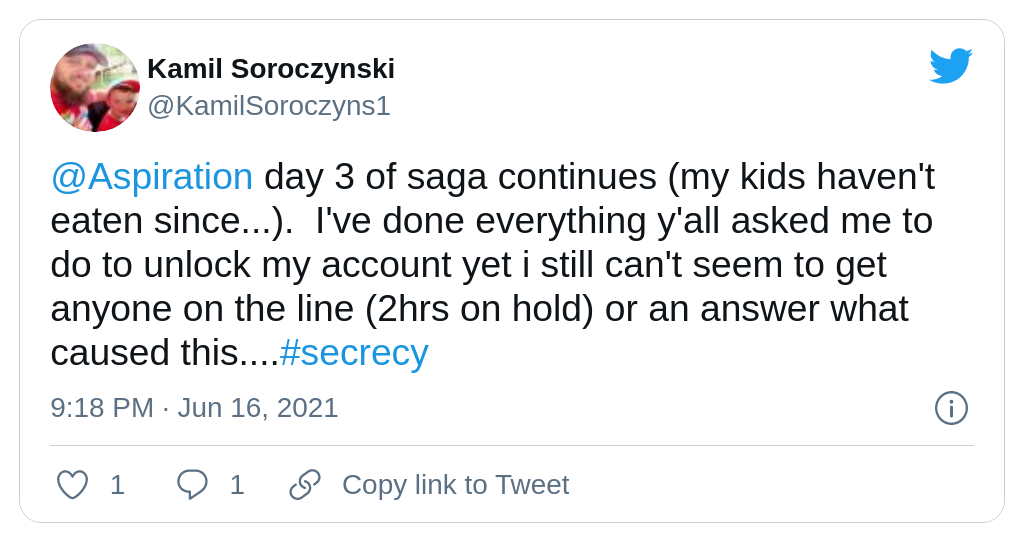 Kamil Soroczynski
@KamilSoroczyns1
@Aspiration day 3 of saga continues (my kids haven't
eaten since...).  I've done everything y'all asked me to
do to unlock my account yet i still can't seem to get
anyone on the line (2hrs on hold) or an answer what
caused this....#secrecy
9:18 PM · Jun 16, 2021
1 1 Copy link to Tweet